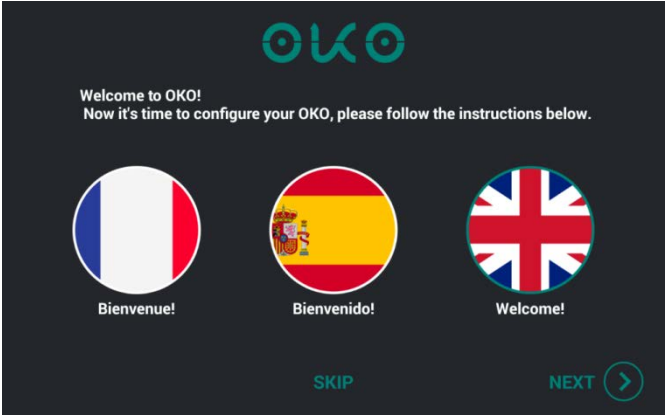 OKO
Welcome to OKO!
Now it's time to configure your OKO, please follow the instructions below.
Bienvenue!
Bienvenido!
Welcome!
SKIP
NEXT